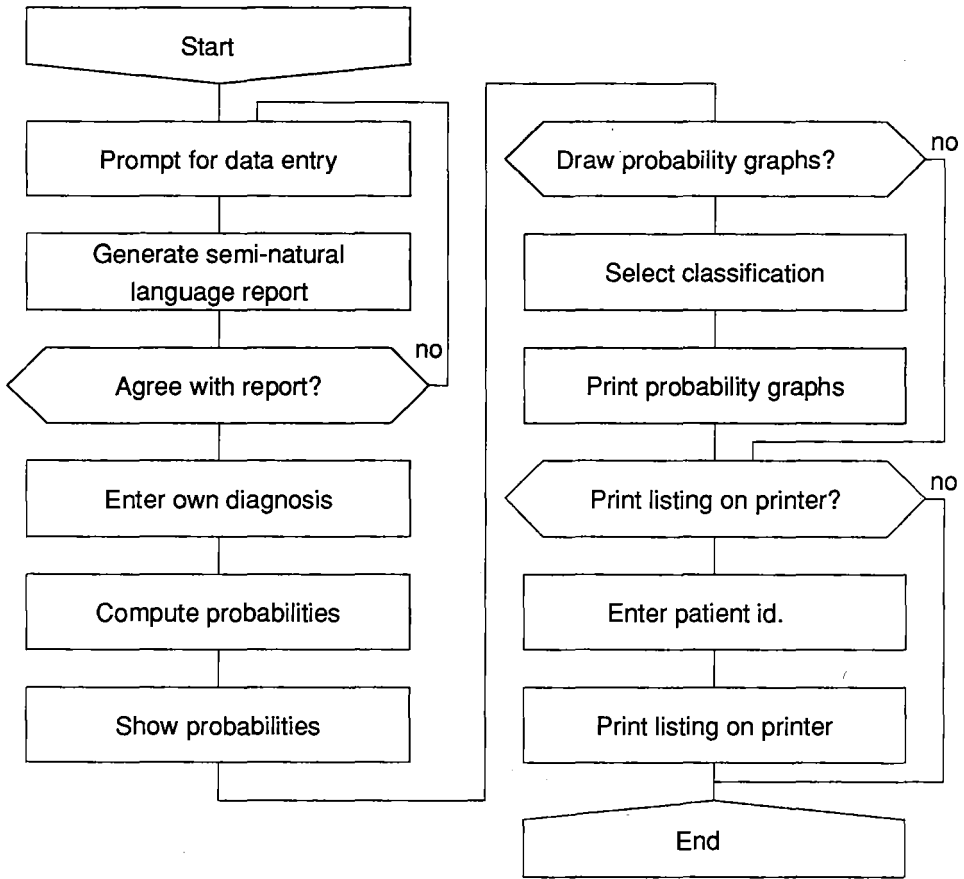 Start
Prompt for data entry
Generate semi-natural
language report
no
Agree with report?
Enter own diagnosis
Compute probabilities
Show probabilities
no
Draw probability graphs?
Select classification
Print probability graphs
no
Print listing on printer?
Enter patient id.
Print listing on printer
End